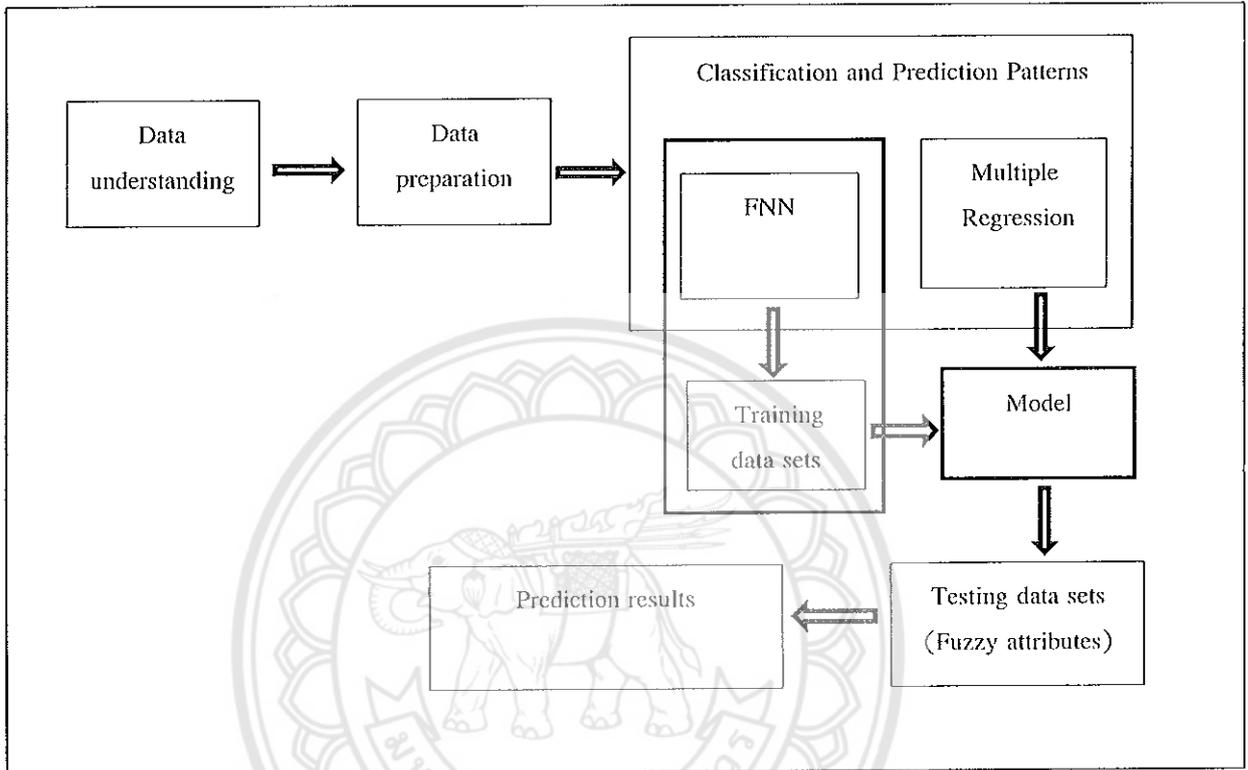 Classification and Prediction Patterns
Data
understanding
Data
preparation
FNN
Multiple
Regression
Training
data sets
Model
Prediction results
Testing data sets
(Fuzzy attributes)